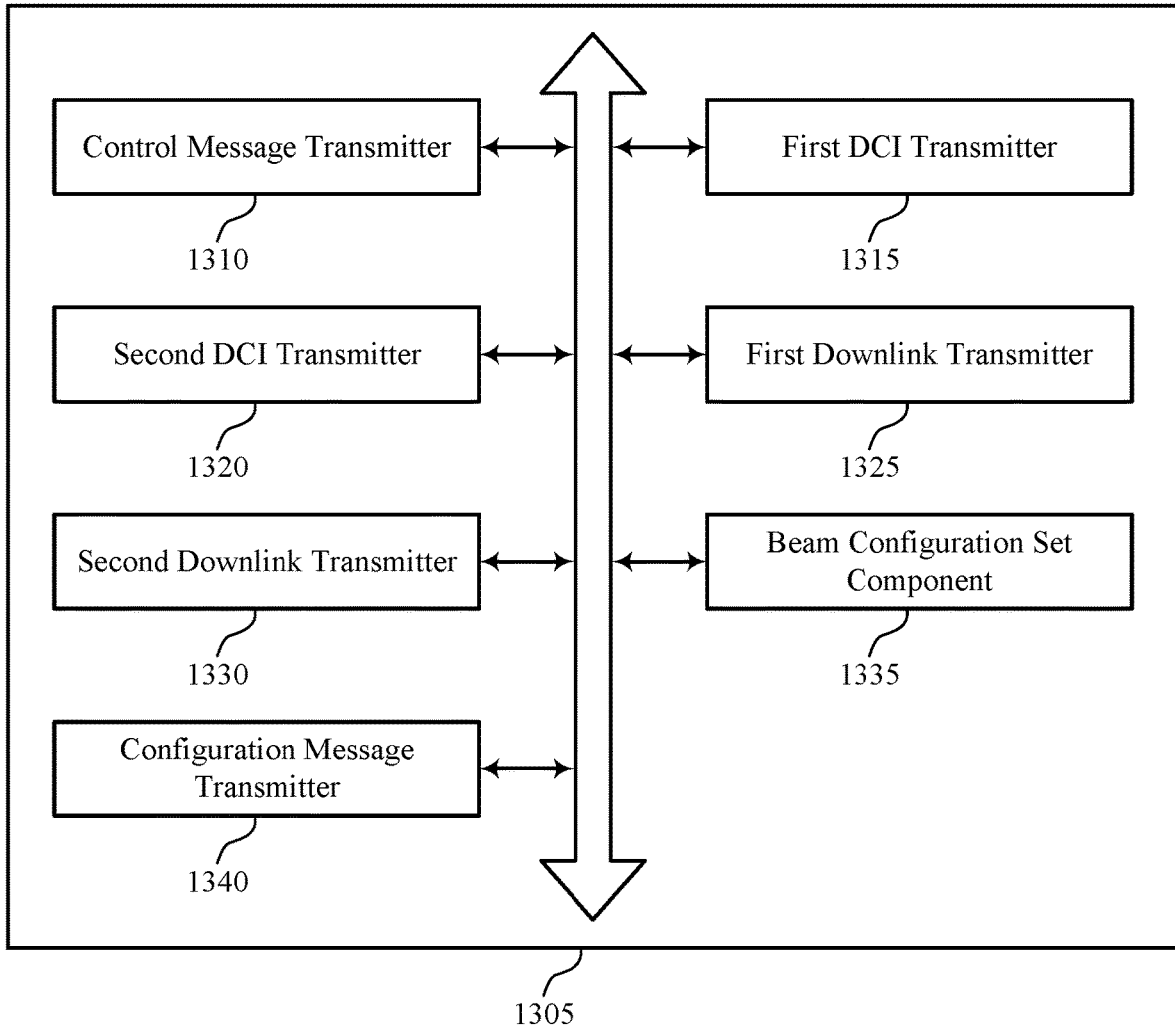 Control Message Transmitter
1310
First DCI Transmitter
1315
Second DCI Transmitter
1320
First Downlink Transmitter
1325
Second Downlink Transmitter
1330
Beam Configuration Set
Component
1335
Configuration Message
Transmitter
1340
1305